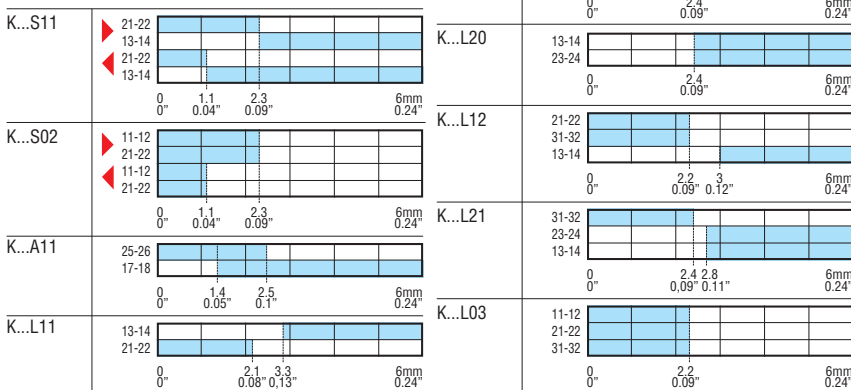 K...S11
21-22
13-14
21-22
13-14
0 1.1 2.3 6mm
0" 0.04" 0.09" 0.24"
K...S02
11-12
21-22
11-12
21-22
0 1.1 2.3 6mm
0" 0.04" 0.09" 0.24"
K...A11
25-26
17-18
0 1.4 2.5 6mm
0" 0.05" 0.1" 0.24"
K...L11
13-14
21-22
0 2.1 3.3 6mm
0" 0.08" 0,13" 0.24"
0 2.4 6mm
0" 0.09" 0.24"
K...L20
13-14
23-24
0 2.4 6mm
0" 0.09" 0.24"
K...L12
21-22
31-32
13-14
0 2.2 3 6mm
0" 0.09" 0.12" 0.24"
K...L21
31-32
23-24
13-14
0 2.4 2.8 6mm
0" 0,09" 0.11" 0.24"
K...L03
11-12
21-22
31-32
0 2.2 6mm
0" 0.09" 0.24"